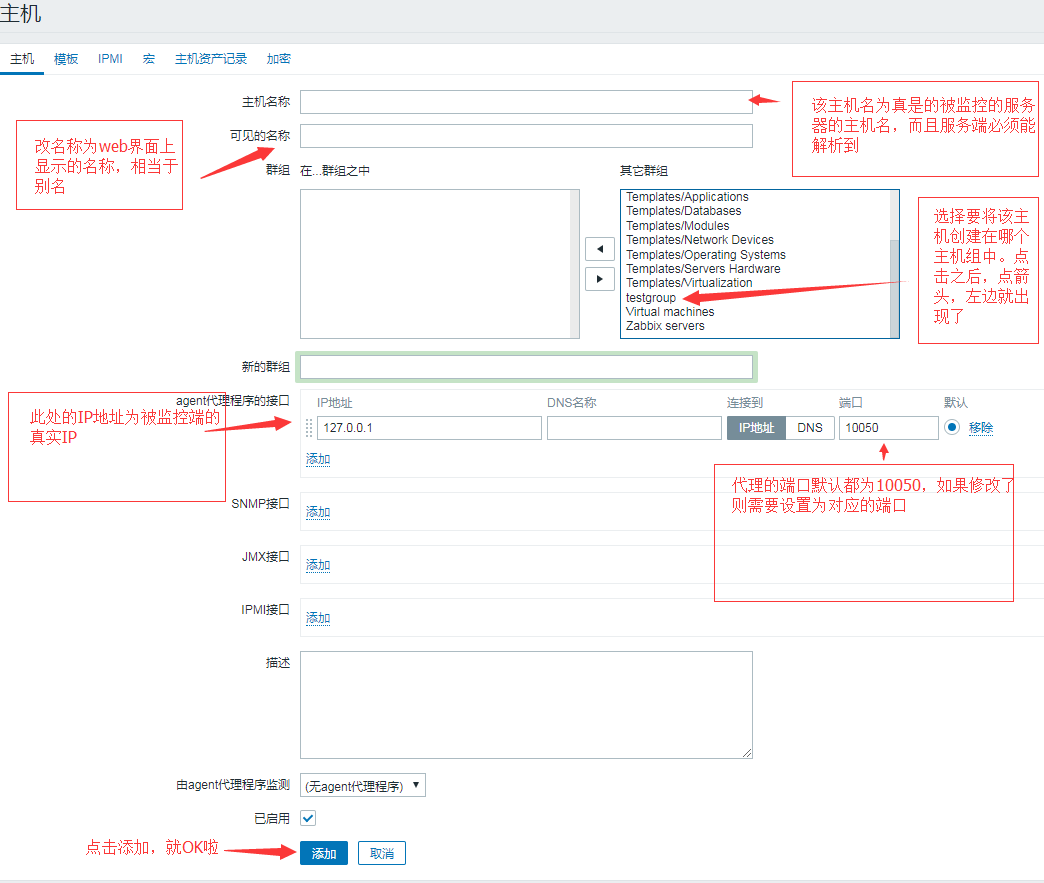 主机
主机 模板 IPMI 宏 主机资产记录 加密
主机名称
该主机名为真是的被监控的服务
器的主机名，而且服务端必须能
解析到
可见的名称
改名称为web界面上
显示的名称，相当于
别名
群组 在...群组之中 其它群组
Templates/Applications
Templates/Databases
Templates/Modules
Templates/Network Devices
Templates/Operating Systems
Templates/Servers Hardware
Templates/Virtualization
testgroup
Virtual machines
Zabbix servers
选择要将该主
机创建在哪个
主机组中。点
击之后，点箭
头，左边就出
现了
新的群组
agent代理程序的接口 IP地址 DNS名称 连接到 端口 默认
此处的IP地址为被监控端的
真实IP
127.0.0.1 IP地址 DNS 10050 移除
添加
代理的端口默认都为10050，如果修改了
则需要设置为对应的端口
SNMP接口 添加
JMX接口 添加
IPMI接口 添加
描述
由agent代理程序监测 (无agent代理程序)
已启用
点击添加，就OK啦
添加 取消